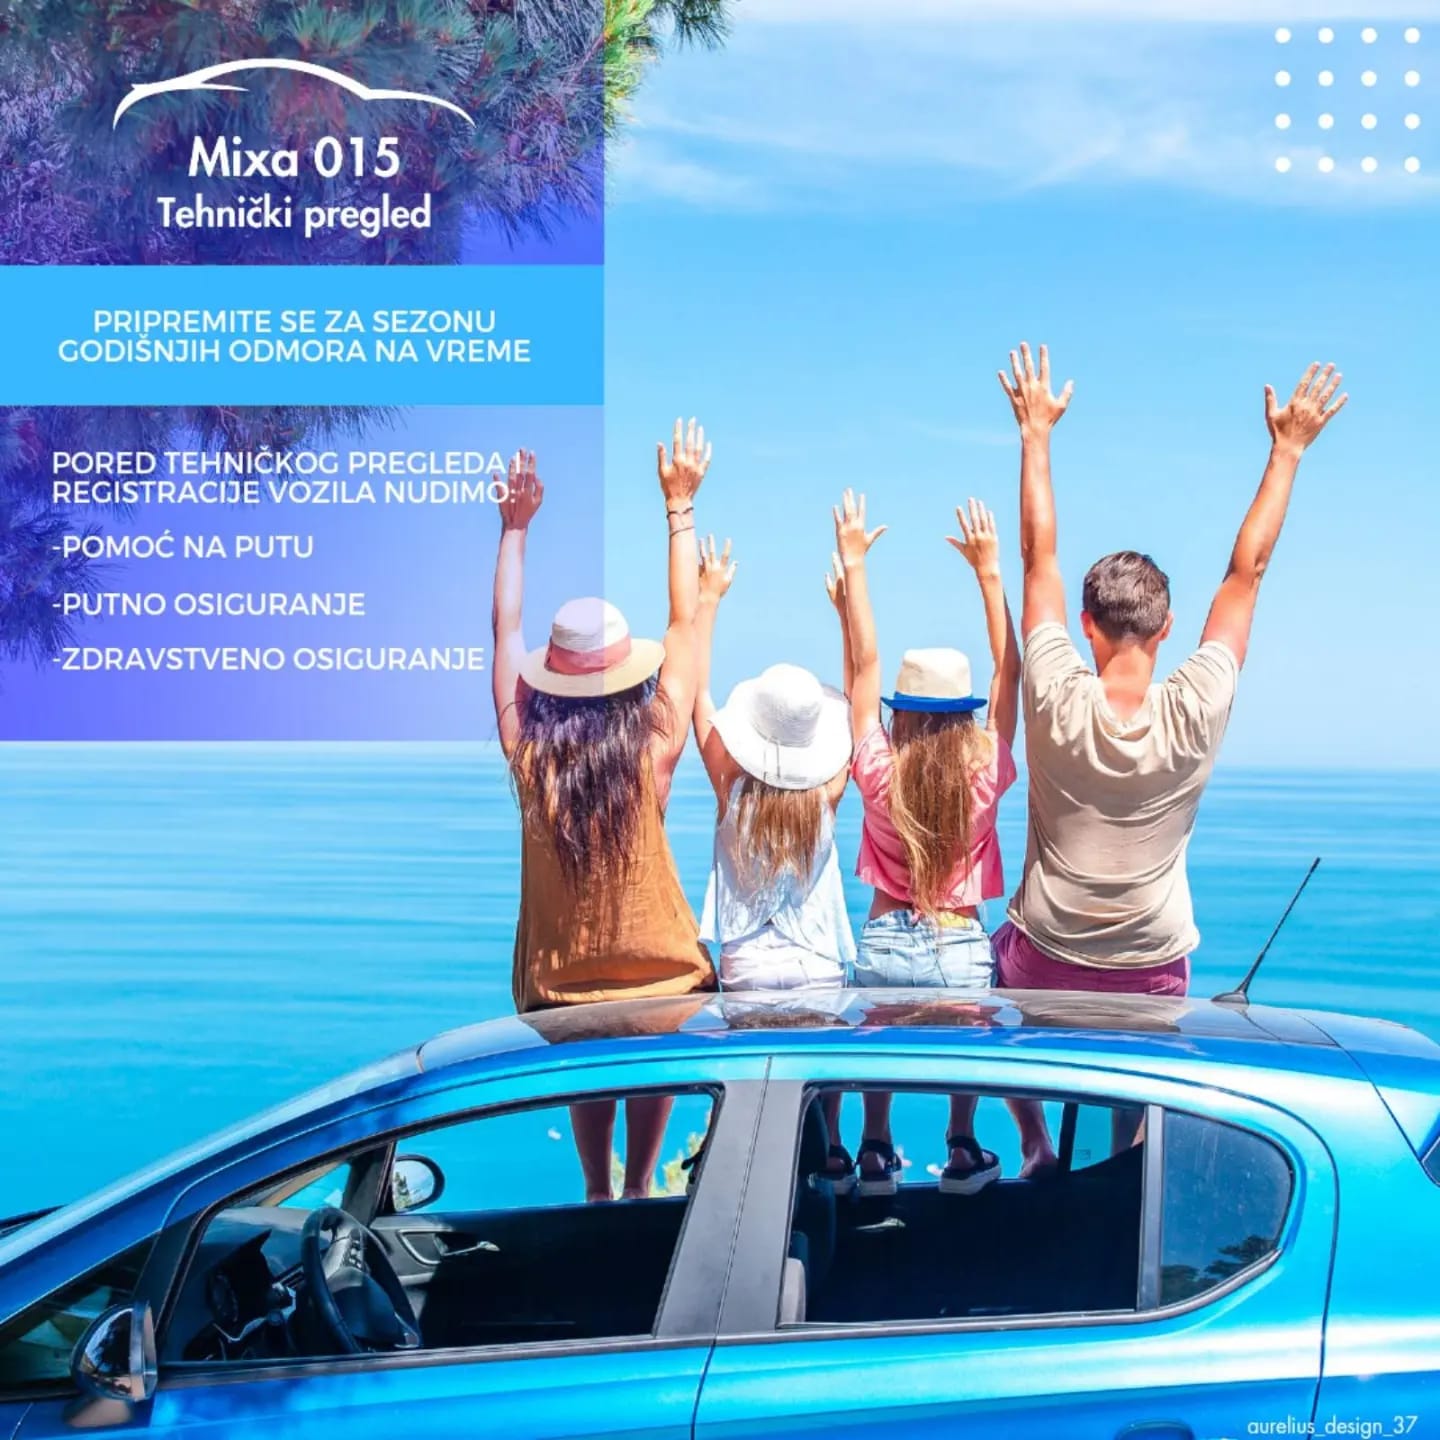 Mixa 015
Tehnički pregled
PRIPREMITE SE ZA SEZONU
GODIŠNJIH ODMORA NA VREME
PORED TEHNIČKOG PREGLEDA I
REGISTRACIJE VOZILA NUDIMO:
-POMOĆ NA PUTU
-PUTNO OSIGURANJE
-ZDRAVSTVENO OSIGURANJE
aurelius_design_37